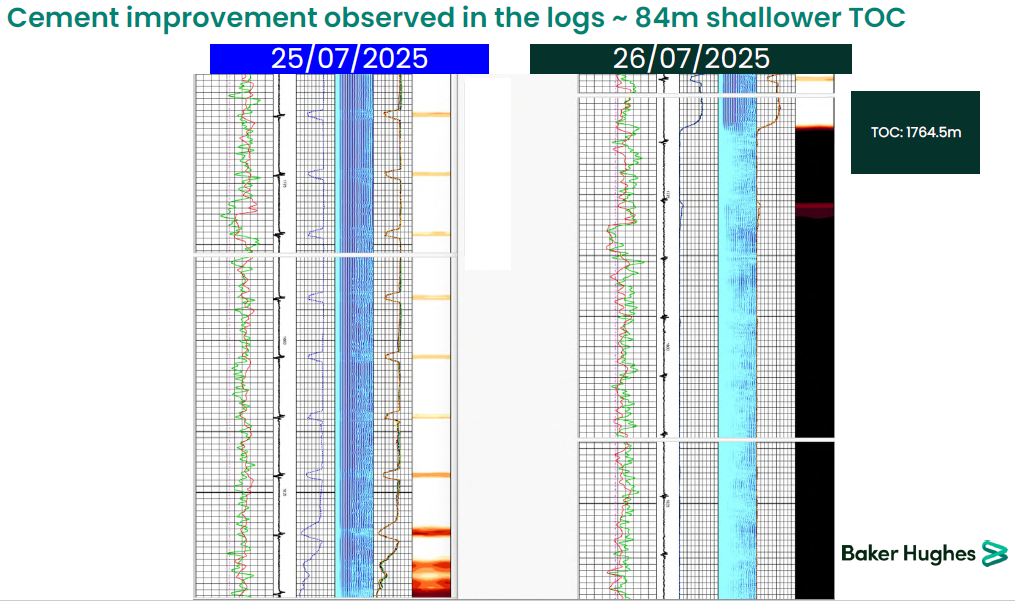 Cement improvement observed in the logs ~ 84m shallower TOC
25/07/2025
26/07/2025
TOC: 1764.5m
Baker Hughes